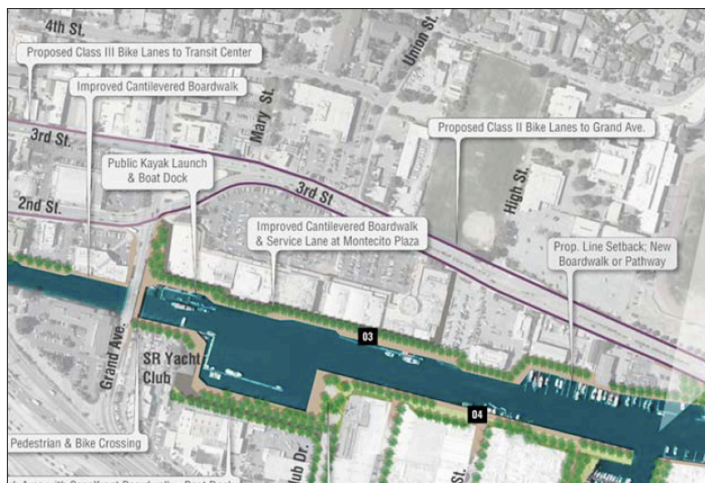 4th St.
Proposed Class III Bike Lanes to Transit Center
Union St.
Improved Cantilevered Boardwalk
Mary St.
3rd St.
Proposed Class II Bike Lanes to Grand Ave.
Public Kayak Launch
& Boat Dock
3rd St
High St.
2nd St.
Improved Cantilevered Boardwalk
& Service Lane at Montecito Plaza
Prop. Line Setback; New
Boardwalk or Pathway
03
Grand Ave.
SR Yacht
Club
04
Pedestrian & Bike Crossing
St.